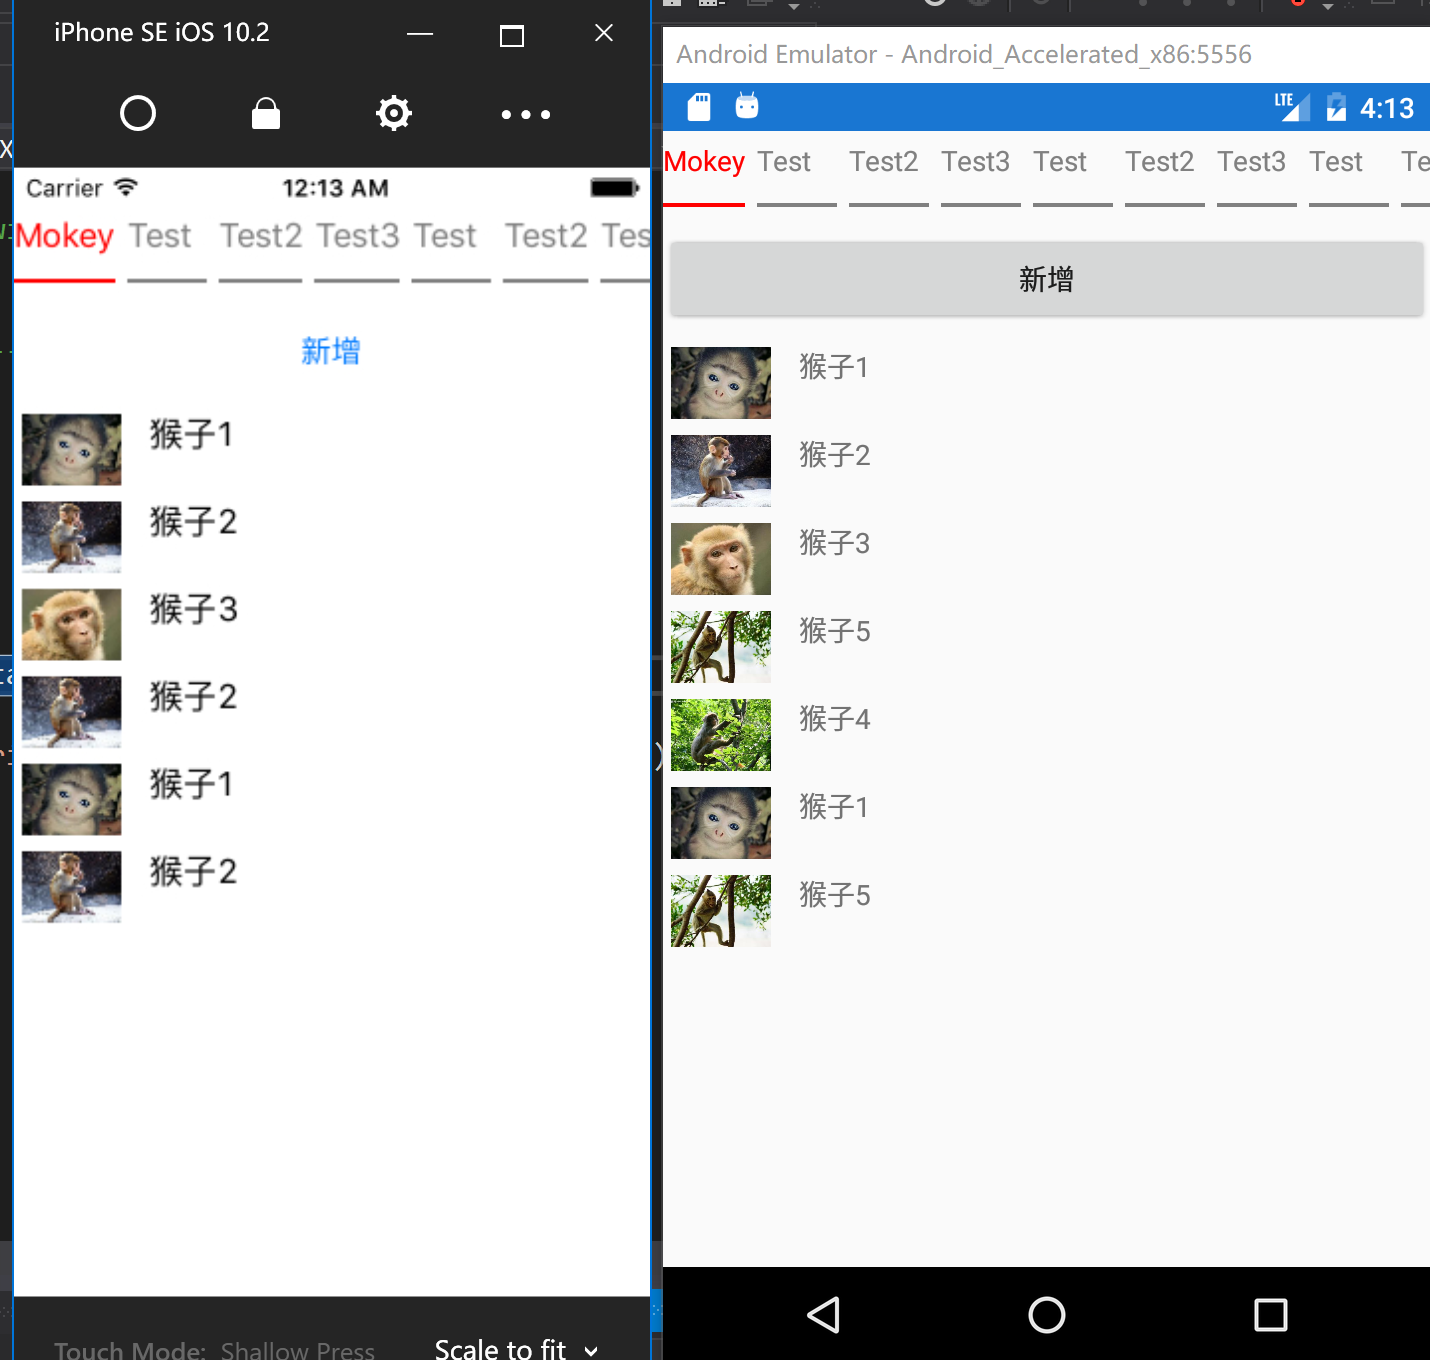 iPhone SE iOS 10.2
Carrier 12:13 AM
Mokey Test Test2 Test3 Test Test2 Tes
新增
猴子1
猴子2
猴子3
猴子2
猴子1
猴子2
Touch Mode: Shallow Press Scale to fit
Android Emulator - Android_Accelerated_x86:5556
LTE 4:13
Mokey Test Test2 Test3 Test Test2 Test3 Test Te
新增
猴子1
猴子2
猴子3
猴子5
猴子4
猴子1
猴子5